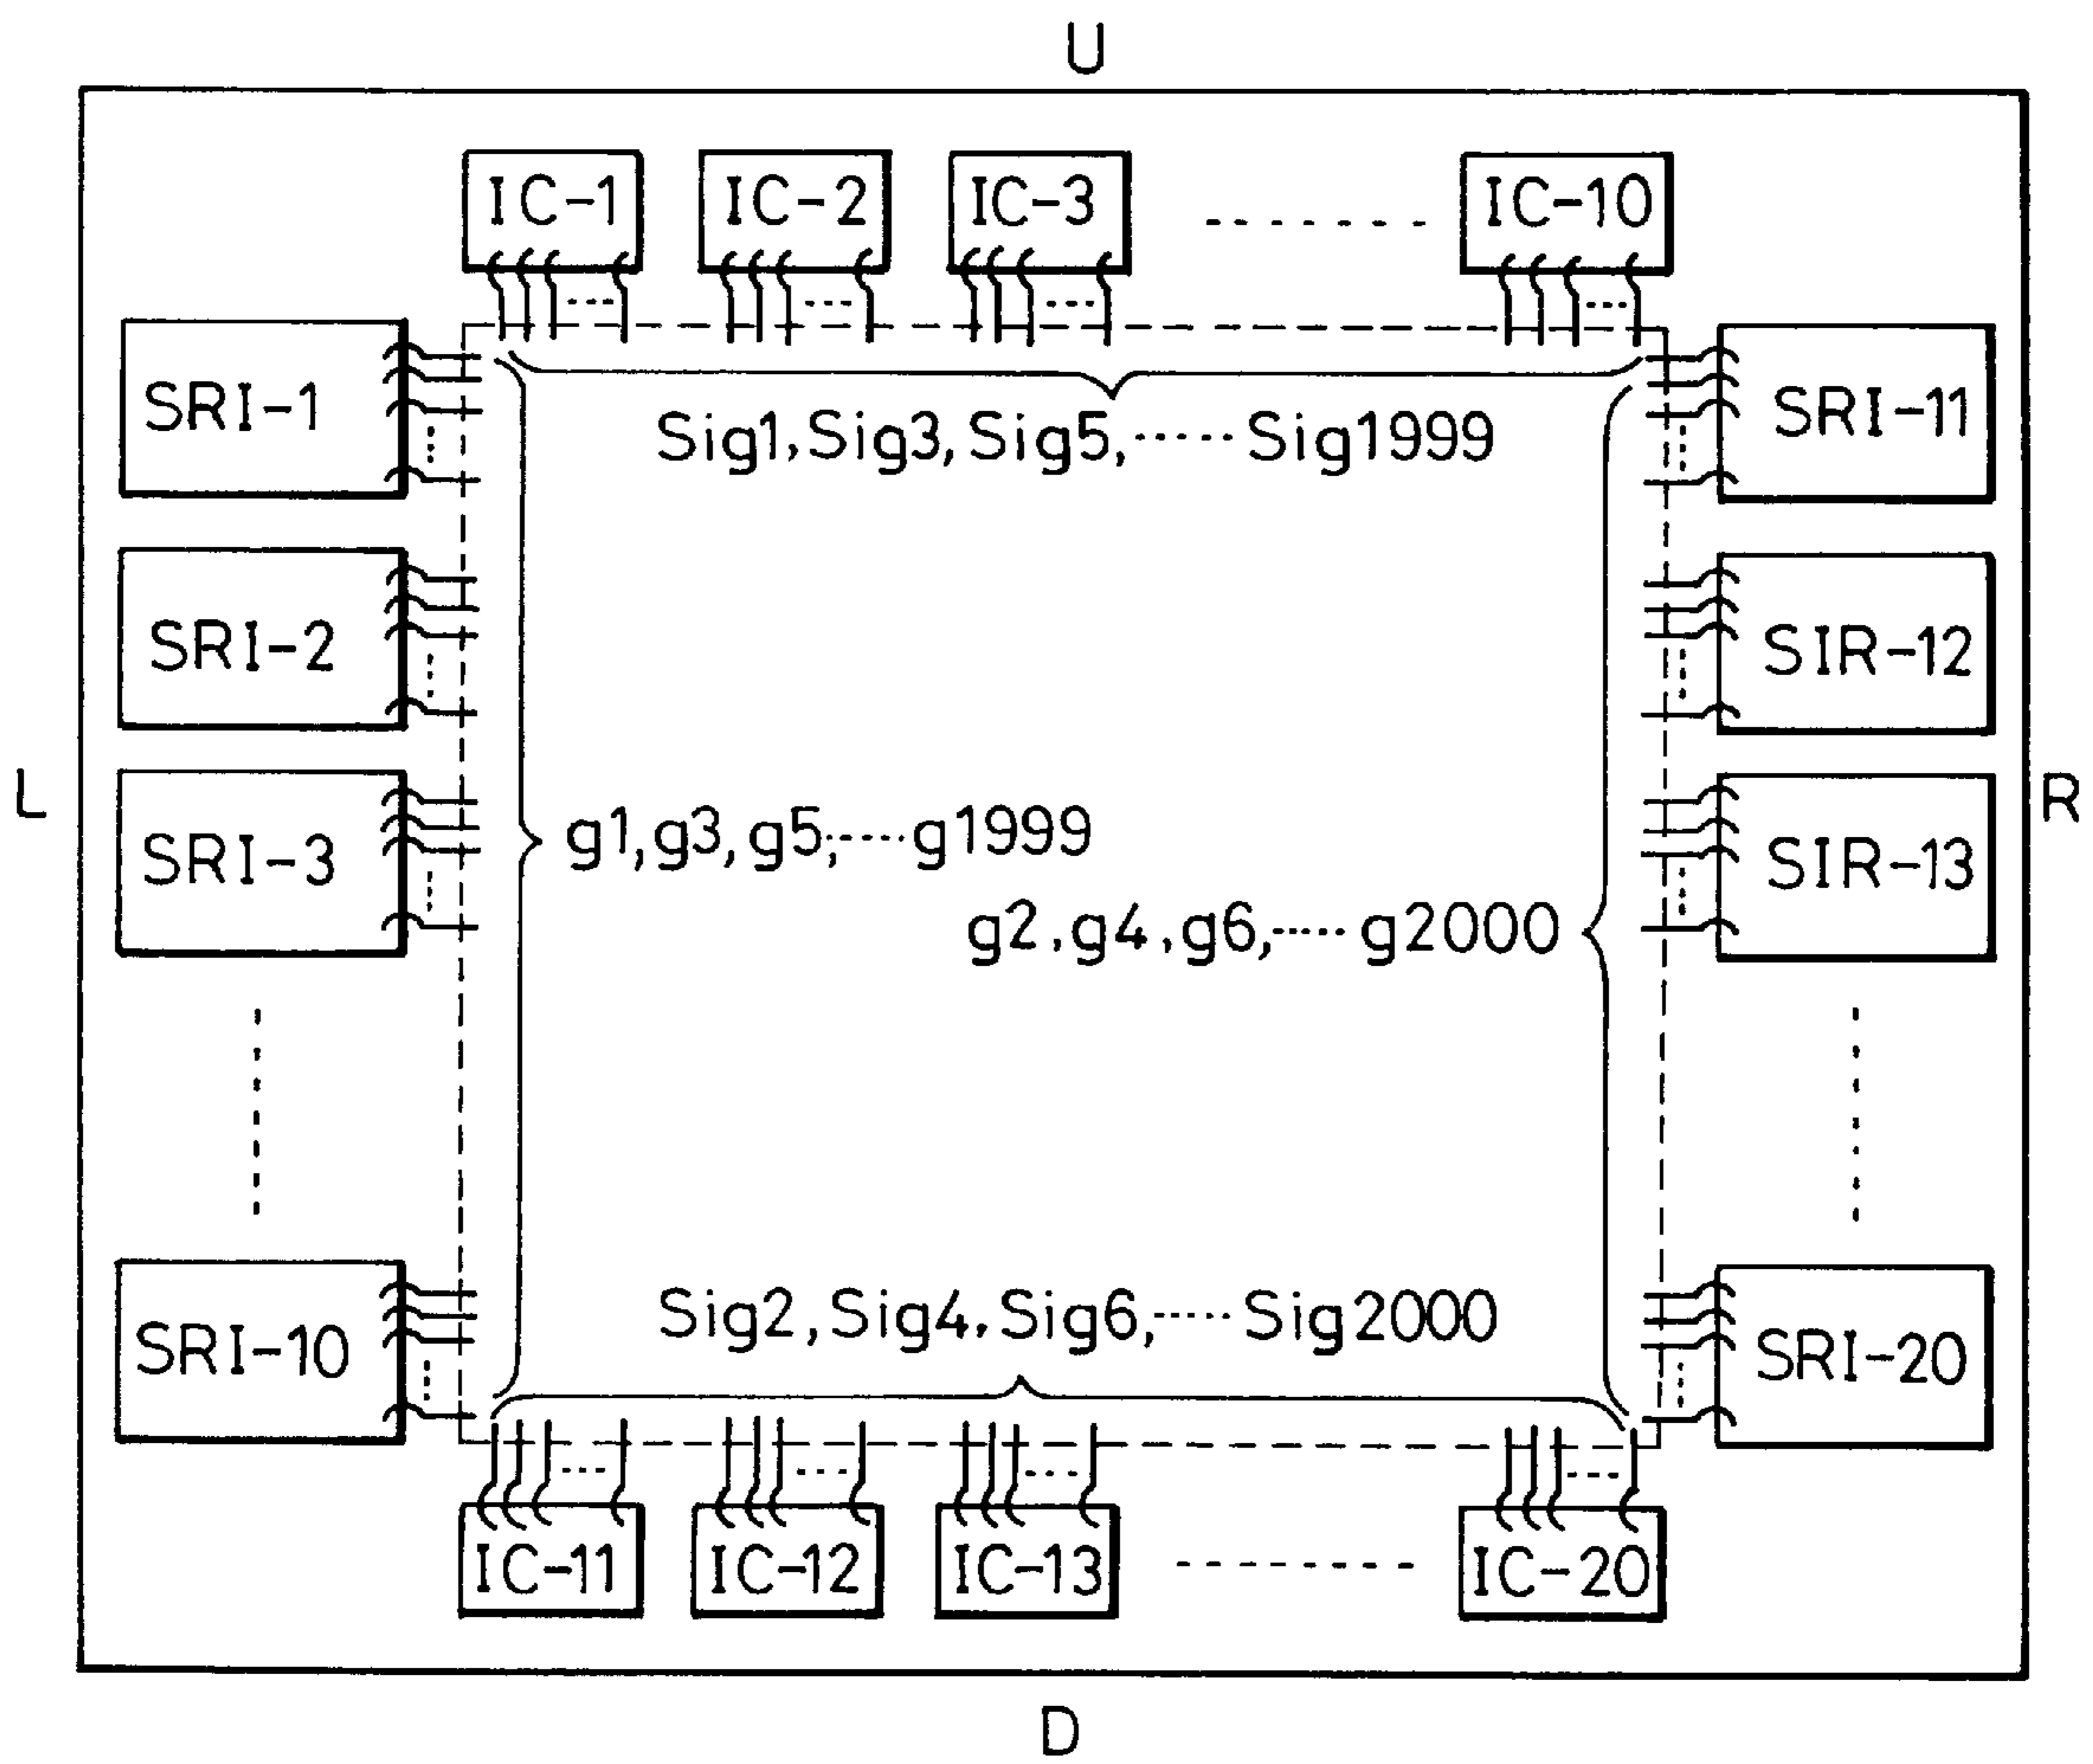 U
IC-1 IC-2 IC-3 IC-10
SRI-1
SRI-11
Sig1, Sig3, Sig5, ----- Sig1999
SRI-2
SIR-12
L
R
SRI-3
SIR-13
g1, g3, g5, ----- g1999
g2, g4, g6, ----- g2000
Sig2, Sig4, Sig6, ----- Sig2000
SRI-10
SRI-20
IC-11 IC-12 IC-13 IC-20
D